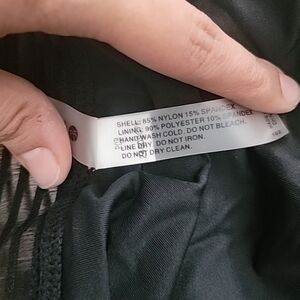 SHELL: 85% NYLON 15% SPANDEX
LINING: 90% POLYESTER 10% SPANDEX
HAND WASH COLD. DO NOT BLEACH.
LINE DRY. DO NOT IRON.
DO NOT DRY CLEAN.